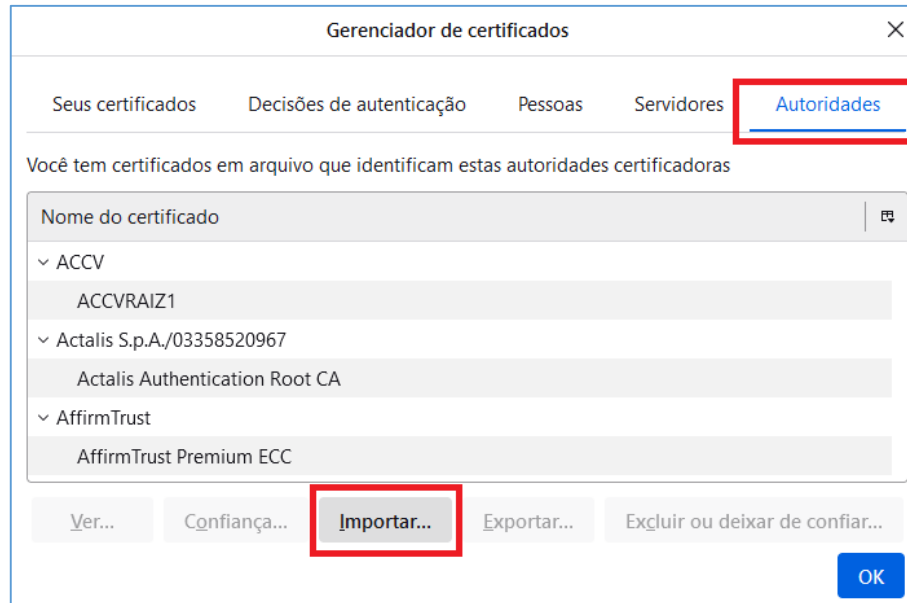 Gerenciador de certificados
Seus certificados Decisões de autenticação Pessoas Servidores Autoridades
Você tem certificados em arquivo que identificam estas autoridades certificadoras
Nome do certificado
ACCV
ACCVRAIZ1
Actalis S.p.A./03358520967
Actalis Authentication Root CA
AffirmTrust
AffirmTrust Premium ECC
Ver... Confiança... Importar... Exportar... Excluir ou deixar de confiar...
OK